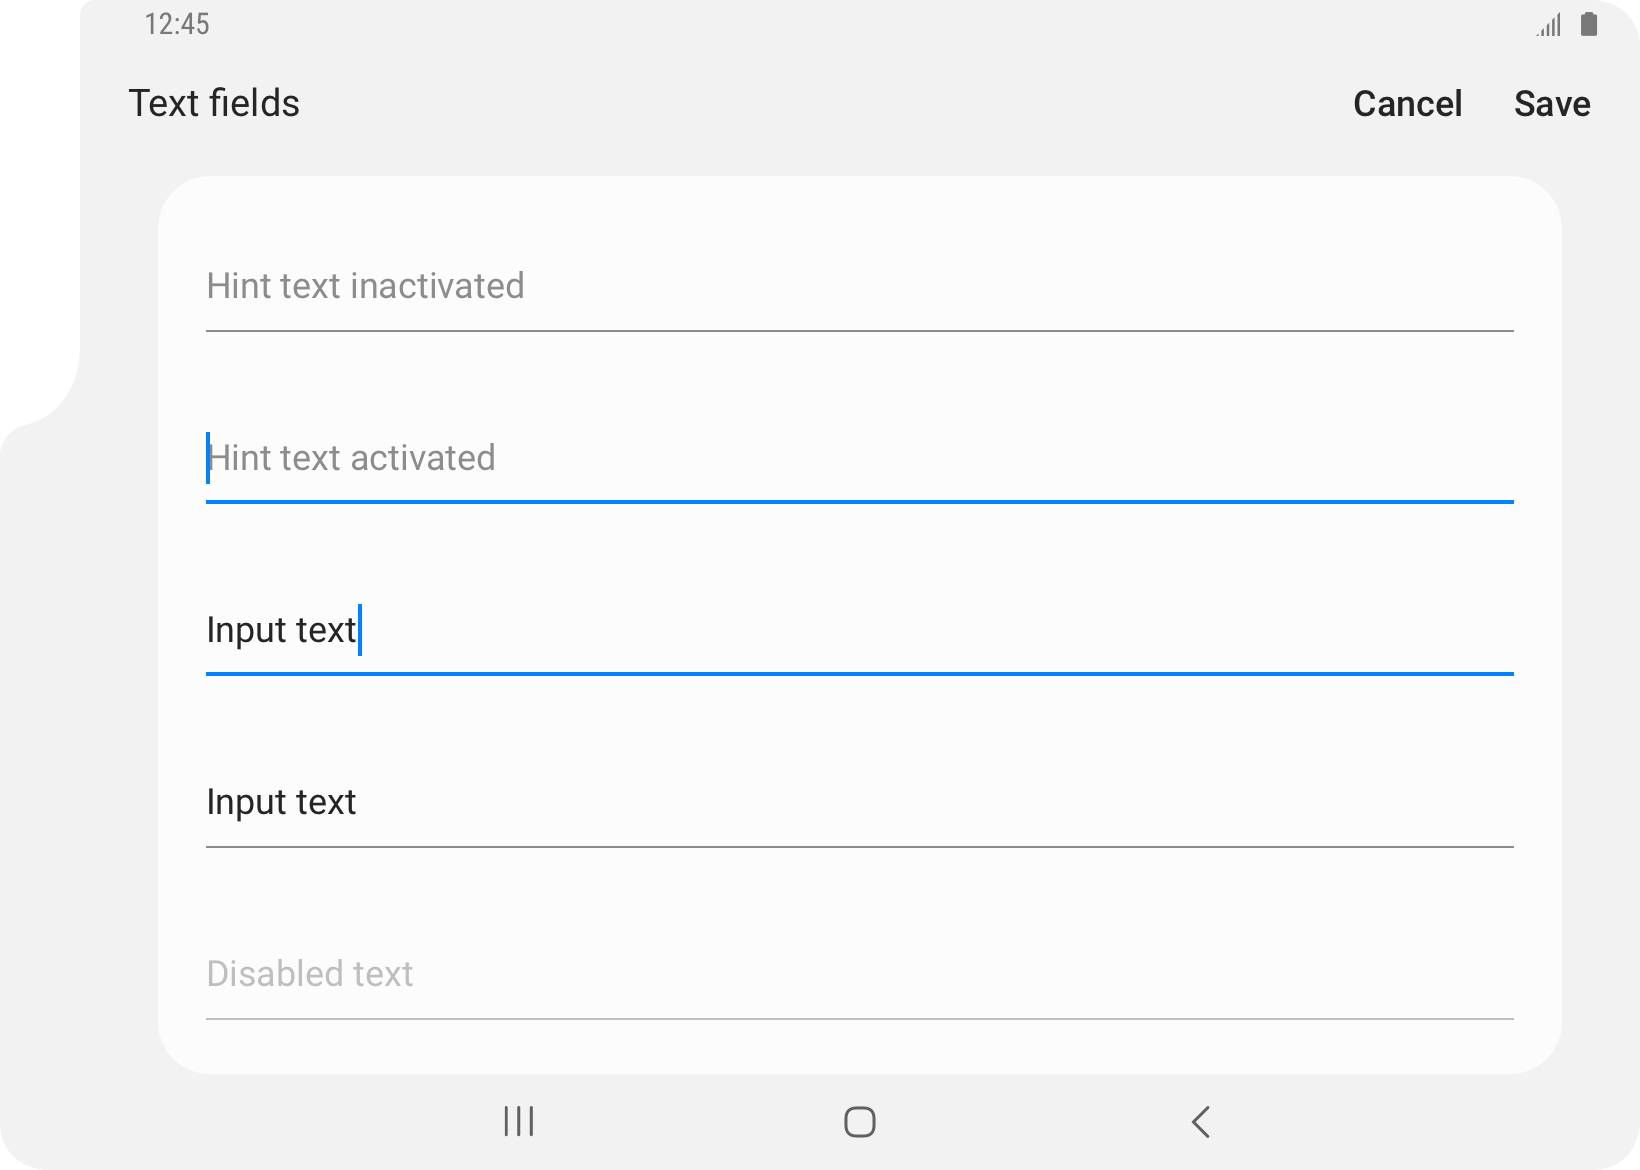 12:45
Text fields
Cancel Save
Hint text inactivated
Hint text activated
Input text
Input text
Disabled text